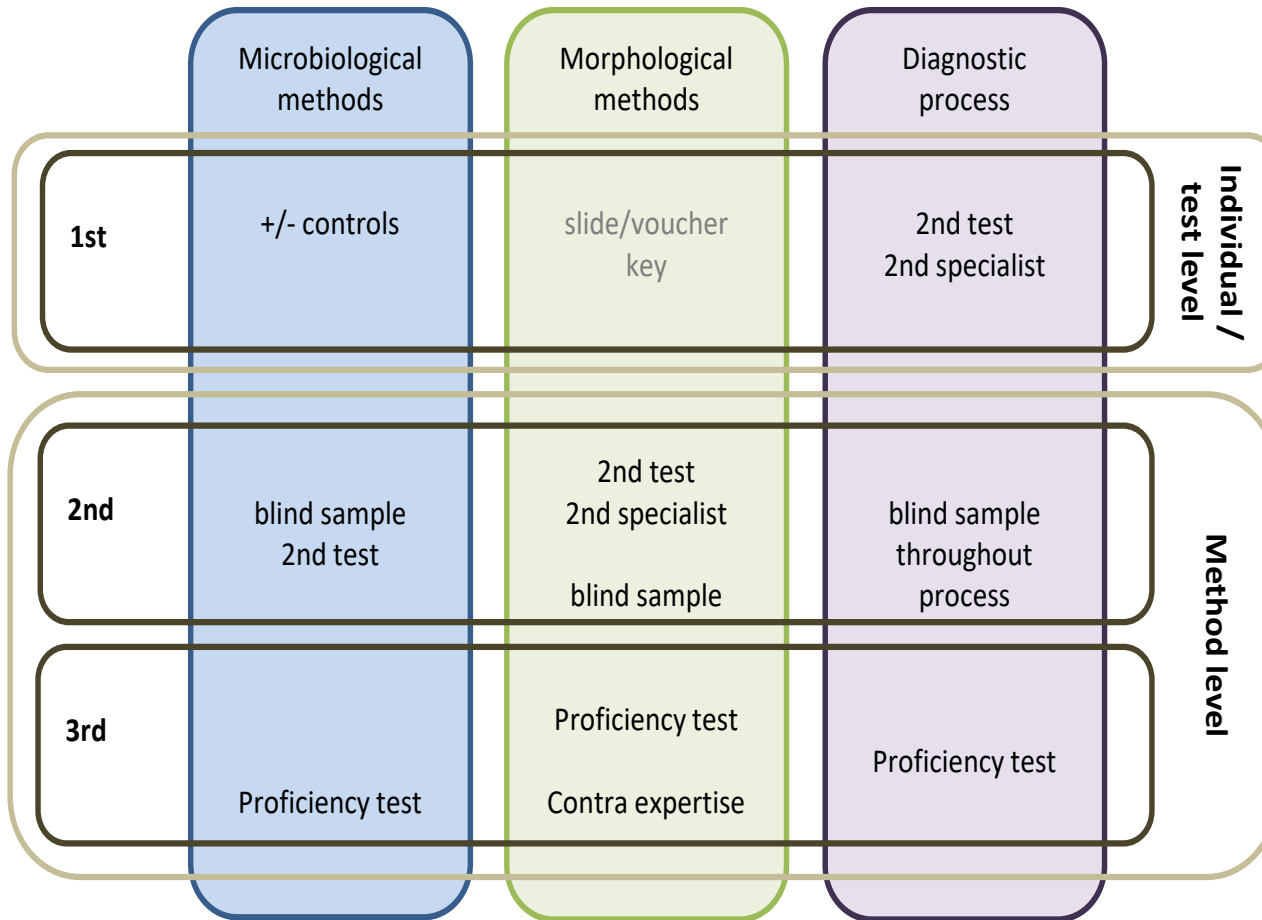 Microbiological
methods
Morphological
methods
Diagnostic
process
Individual /
test level
1st
+/- controls
slide/voucher
key
2nd test
2nd specialist
2nd
blind sample
2nd test
2nd test
2nd specialist
blind sample
blind sample
throughout
process
Method level
3rd
Proficiency test
Proficiency test
Contra expertise
Proficiency test